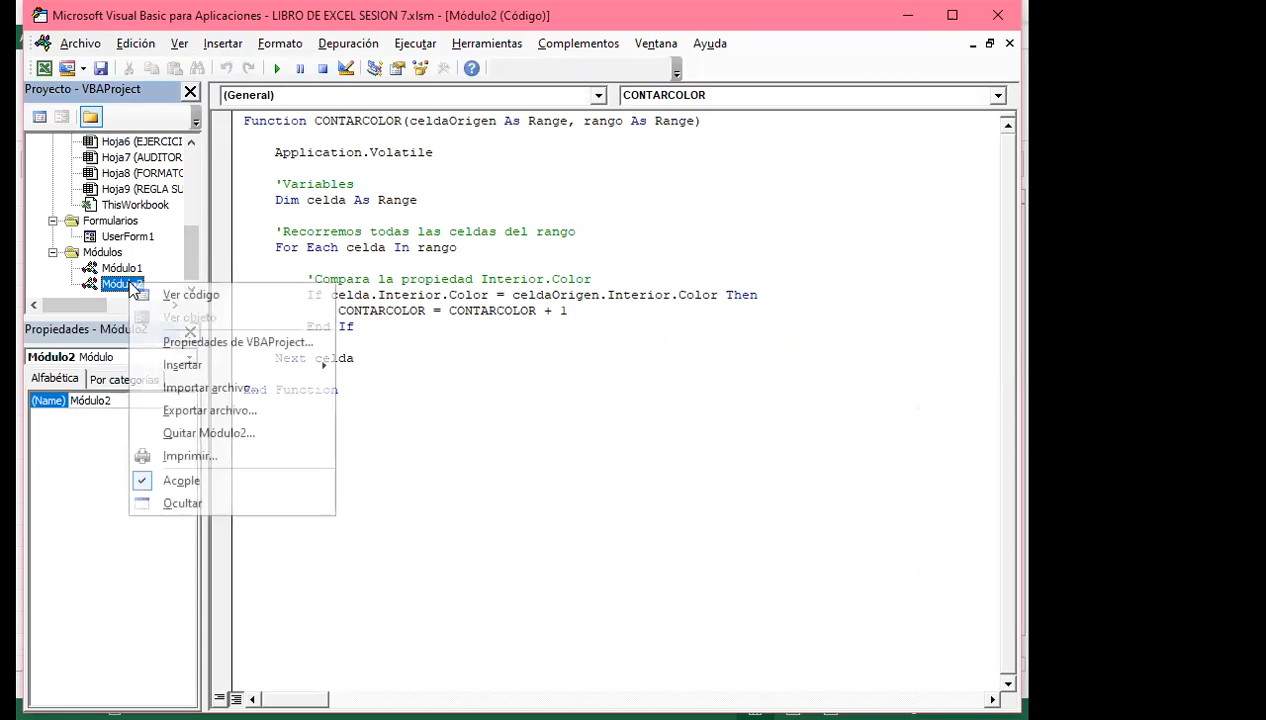 Microsoft Visual Basic para Aplicaciones - LIBRO DE EXCEL SESION 7.xlsm - [Módulo2 (Código)]
Archivo Edición Ver Insertar Formato Depuración Ejecutar Herramientas Complementos Ventana Ayuda
Proyecto - VBAProject
(General)
CONTARCOLOR
Hoja6 (EJERCICI
Hoja7 (AUDITOR
Hoja8 (FORMATO
Hoja9 (REGLA SU
ThisWorkbook
Formularios
UserForm1
Módulos
Módulo1
Módulo2
Propiedades - Módulo2
Módulo2 Módulo
Alfabética Por categorías
(Name) Módulo2
Ver código
Ver objeto
Propiedades de VBAProject...
Insertar
Importar archivo...
Exportar archivo...
Quitar Módulo2...
Imprimir...
Acople
Ocultar
Function CONTARCOLOR(celdaOrigen As Range, rango As Range)
Application.Volatile
'Variables
Dim celda As Range
'Recorremos todas las celdas del rango
For Each celda In rango
'Compara la propiedad Interior.Color
If celda.Interior.Color = celdaOrigen.Interior.Color Then
CONTARCOLOR = CONTARCOLOR + 1
End If
Next celda
End Function